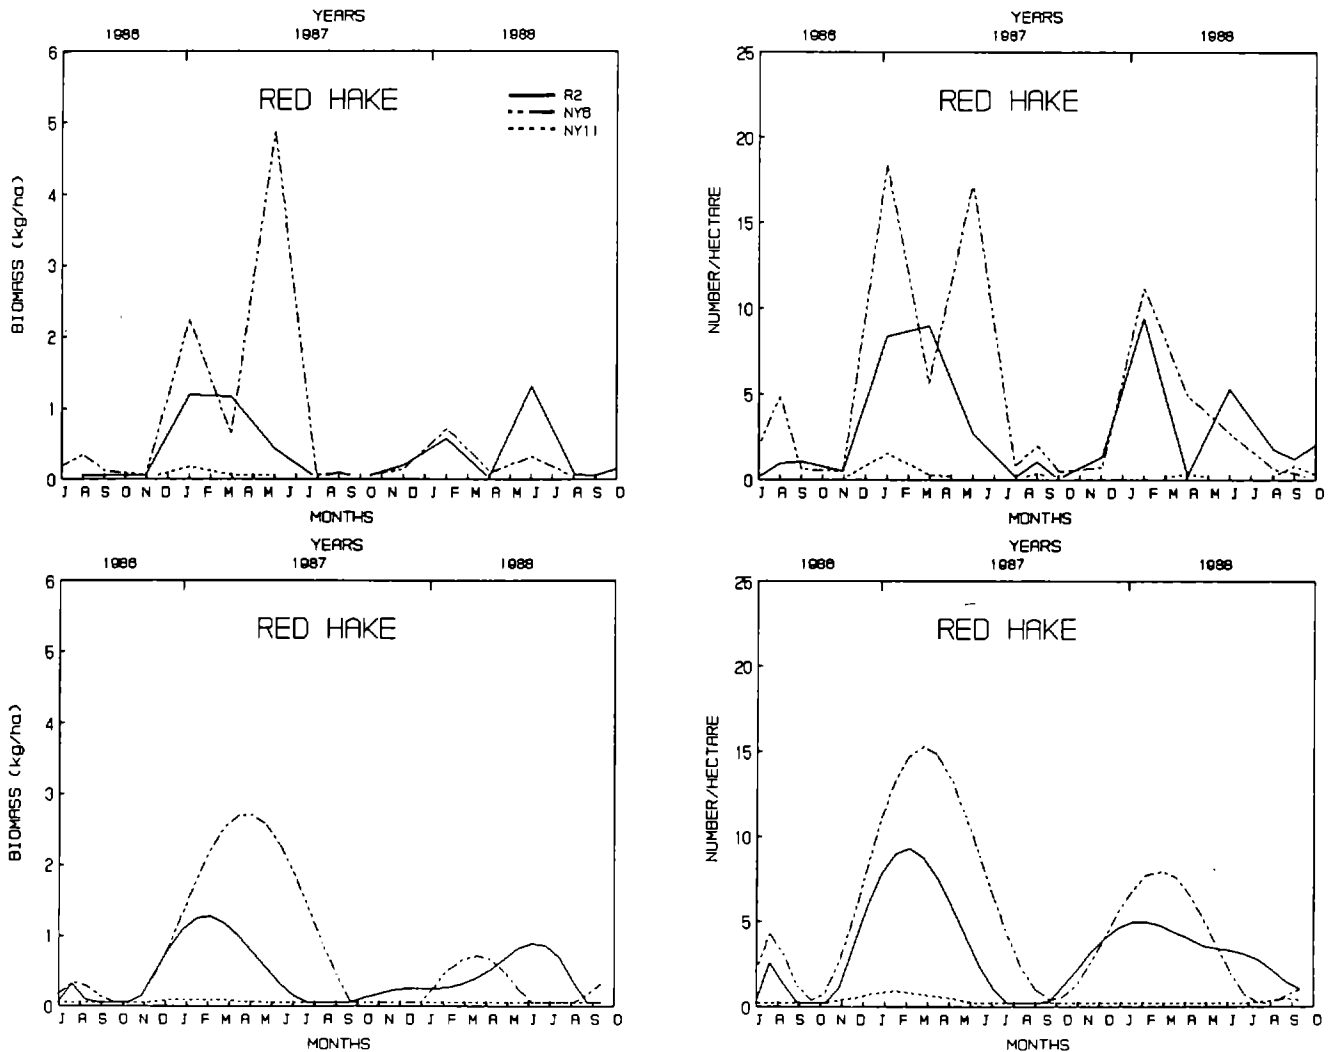 YEARS
1986 1987 1988
6
5
4
3
2
1
0
BIOMASS (kg/ha)
RED HAKE
R2
NY6
NY11
J A S O N D J F M A M J J A S O N D J F M A M J J A S O
MONTHS
YEARS
1986 1987 1988
25
20
15
10
5
0
NUMBER/HECTARE
RED HAKE
J A S O N D J F M A M J J A S O N D J F M A M J J A S O
MONTHS
YEARS
1986 1987 1988
6
5
4
3
2
1
0
BIOMASS (kg/ha)
RED HAKE
J A S O N D J F M A M J J A S O N D J F M A M J J A S O
MONTHS
YEARS
1986 1987 1988
25
20
15
10
5
0
NUMBER/HECTARE
RED HAKE
J A S O N D J F M A M J J A S O N D J F M A M J J A S O
MONTHS